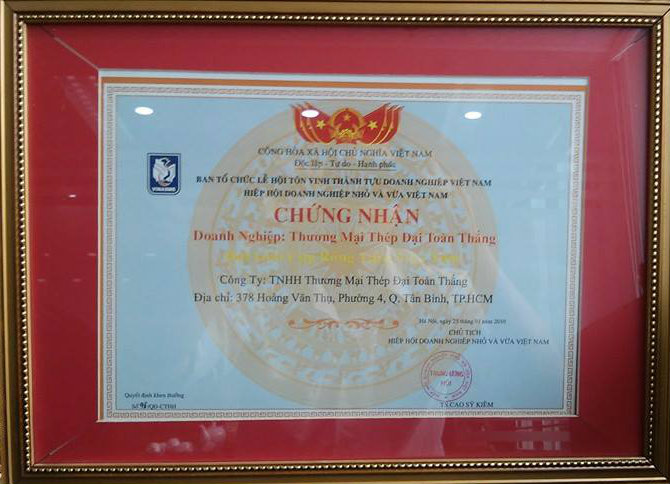 CỘNG HÒA XÃ HỘI CHỦ NGHĨA VIỆT NAM
Độc lập - Tự do - Hạnh phúc
BAN TỔ CHỨC LỄ HỘI TÔN VINH THÀNH TỰU DOANH NGHIỆP VIỆT NAM
HIỆP HỘI DOANH NGHIỆP NHỎ VÀ VỪA VIỆT NAM
CHỨNG NHẬN
Doanh Nghiệp: Thương Mại Thép Đại Toàn Thắng
Công Ty: TNHH Thương Mại Thép Đại Toàn Thắng
Địa chỉ: 378 Hoàng Văn Thụ, Phường 4, Q. Tân Bình, TP.HCM
Hà Nội, ngày 25 tháng 01 năm 2010
CHỦ TỊCH
HIỆP HỘI DOANH NGHIỆP NHỎ VÀ VỪA VIỆT NAM
TRUNG ƯƠNG
HỘI
Quyết định khen thưởng
Số /QĐ-CTHH
CAO SỸ KIÊM